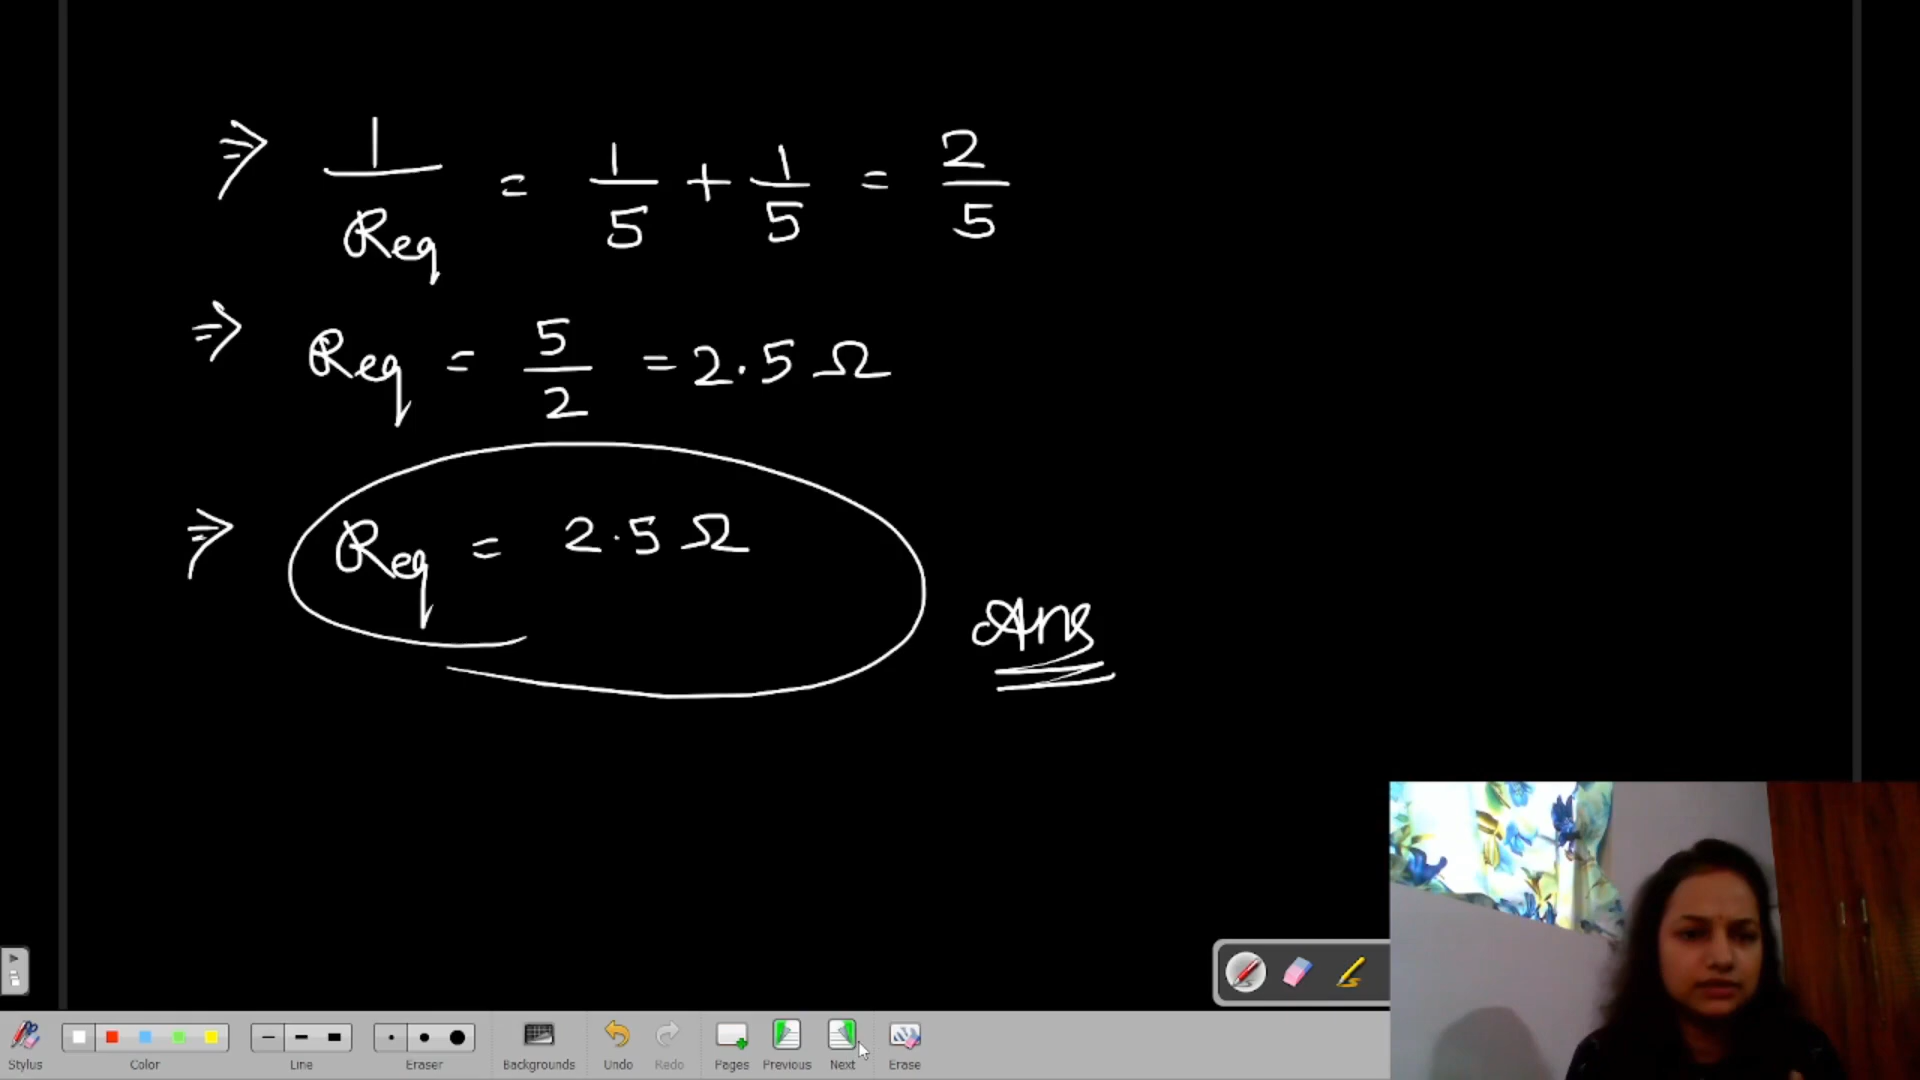 ⇒ 1/Req = 1/5 + 1/5 = 2/5
⇒ Req = 5/2 = 2.5 Ω
⇒ Req = 2.5 Ω
Ans
Stylus Color Line Eraser Backgrounds Undo Redo Pages Previous Next Erase